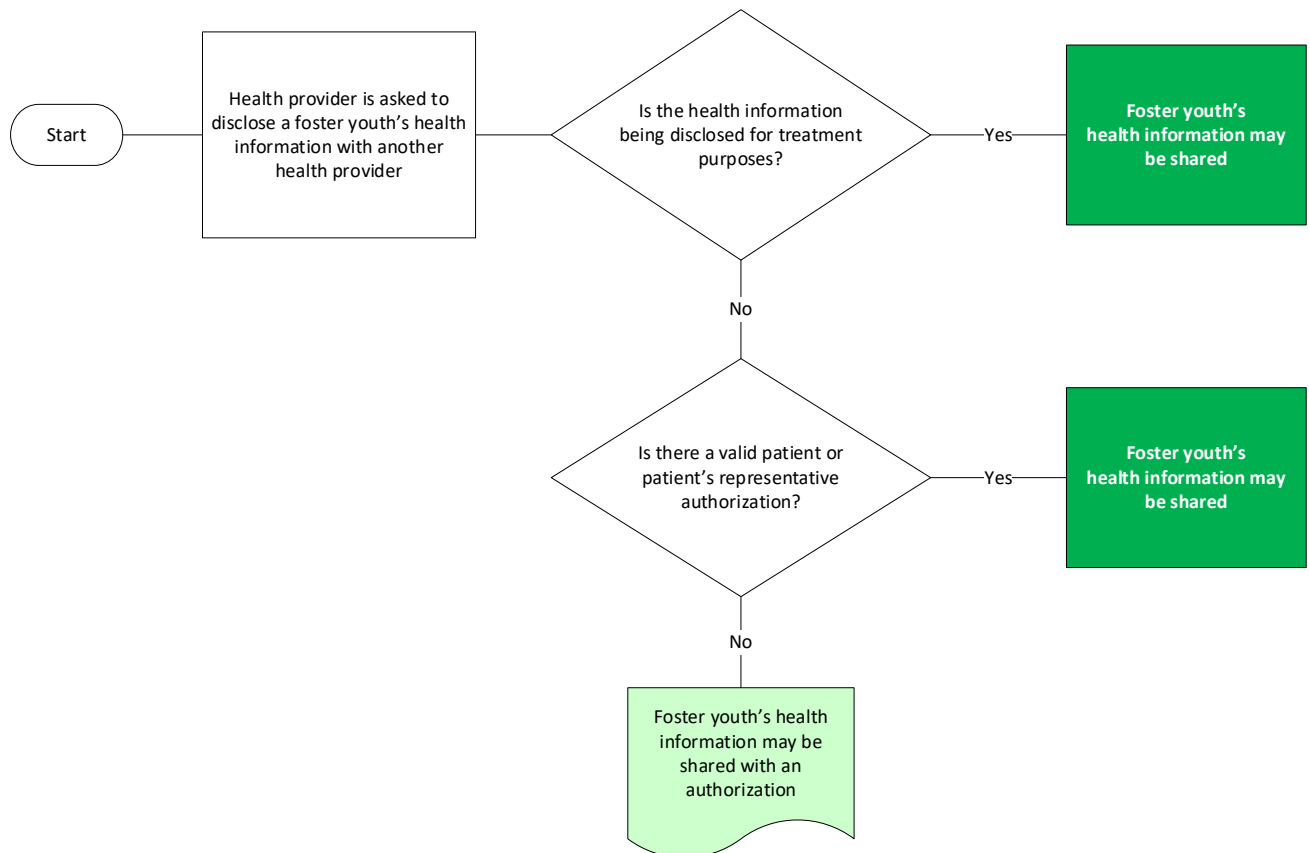 Start
Health provider is asked to
disclose a foster youth’s health
information with another
health provider
Is the health information
being disclosed for treatment
purposes?
Yes
Foster youth’s
health information may
be shared
No
Is there a valid patient or
patient’s representative
authorization?
Yes
Foster youth’s
health information may
be shared
No
Foster youth’s health
information may be
shared with an
authorization